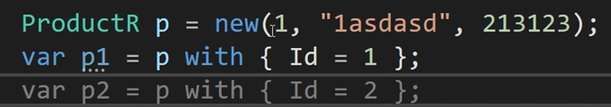 ProductR p = new(1, "1asdasd", 213123);
var p1 = p with { Id = 1 };
var p2 = p with { Id = 2 };